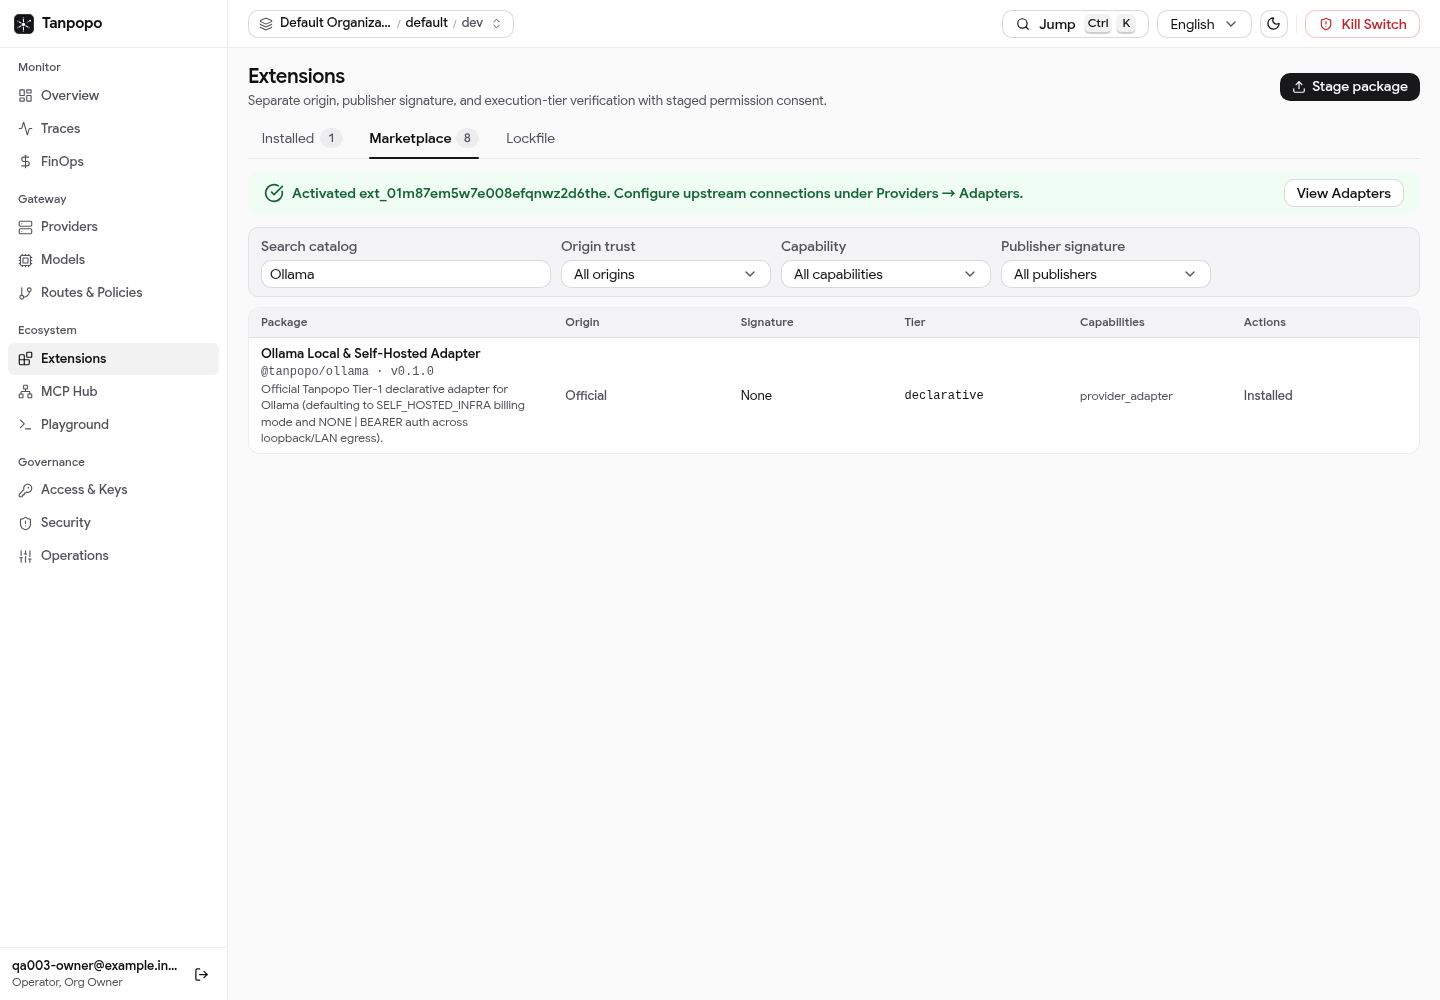 Tanpopo
Default Organiza... / default / dev
Jump Ctrl K
English
Kill Switch
Monitor
Overview
Traces
FinOps
Gateway
Providers
Models
Routes & Policies
Ecosystem
Extensions
MCP Hub
Playground
Governance
Access & Keys
Security
Operations
qa003-owner@example.in...
Operator, Org Owner
Extensions
Separate origin, publisher signature, and execution-tier verification with staged permission consent.
Stage package
Installed 1
Marketplace 8
Lockfile
Activated ext_01m87em5w7e008efqnwz2d6the. Configure upstream connections under Providers → Adapters.
View Adapters
Search catalog
Ollama
Origin trust
All origins
Capability
All capabilities
Publisher signature
All publishers
Package Origin Signature Tier Capabilities Actions
Ollama Local & Self-Hosted Adapter
@tanpopo/ollama · v0.1.0
Official Tanpopo Tier-1 declarative adapter for
Ollama (defaulting to SELF_HOSTED_INFRA billing
mode and NONE | BEARER auth across
loopback/LAN egress).
Official
None
declarative
provider_adapter
Installed